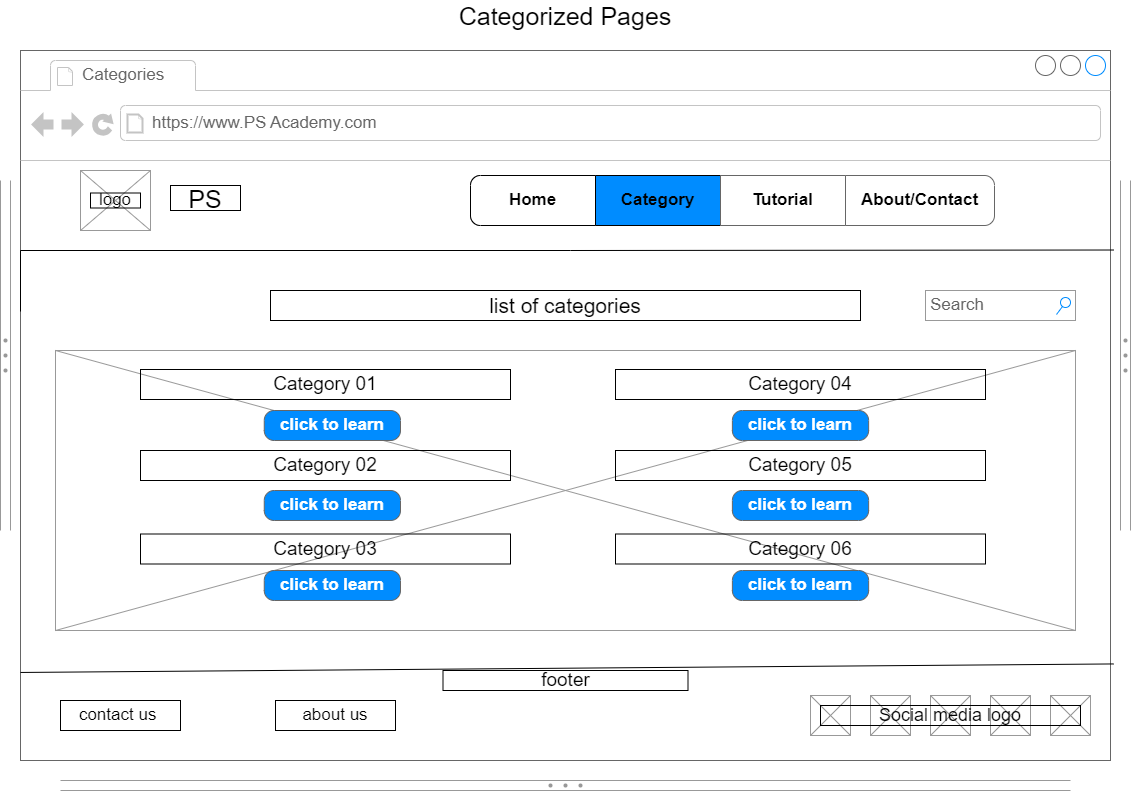 Categorized Pages
Categories
https://www.PS Academy.com
logo
PS
Home
Category
Tutorial
About/Contact
list of categories
Search
Category 01
Category 04
click to learn
click to learn
Category 02
Category 05
click to learn
click to learn
Category 03
Category 06
click to learn
click to learn
footer
contact us
about us
Social media logo